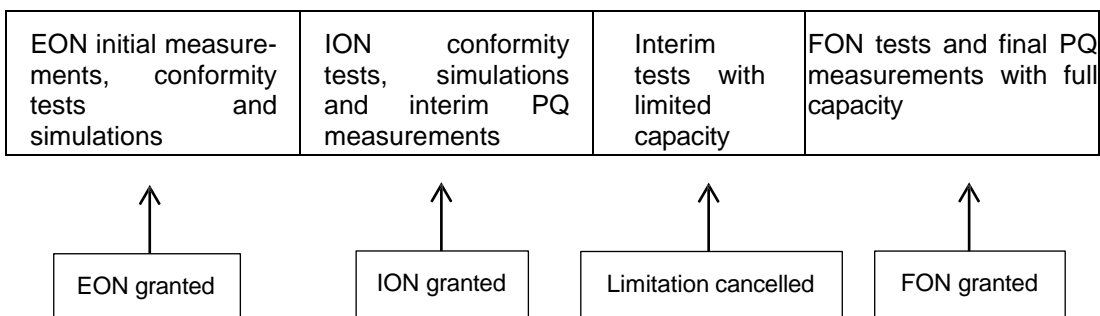 EON initial measure-
ments, conformity
tests and
simulations
ION conformity
tests, simulations
and interim PQ
measurements
Interim
tests with
limited
capacity
FON tests and final PQ
measurements with full
capacity
EON granted
ION granted
Limitation cancelled
FON granted